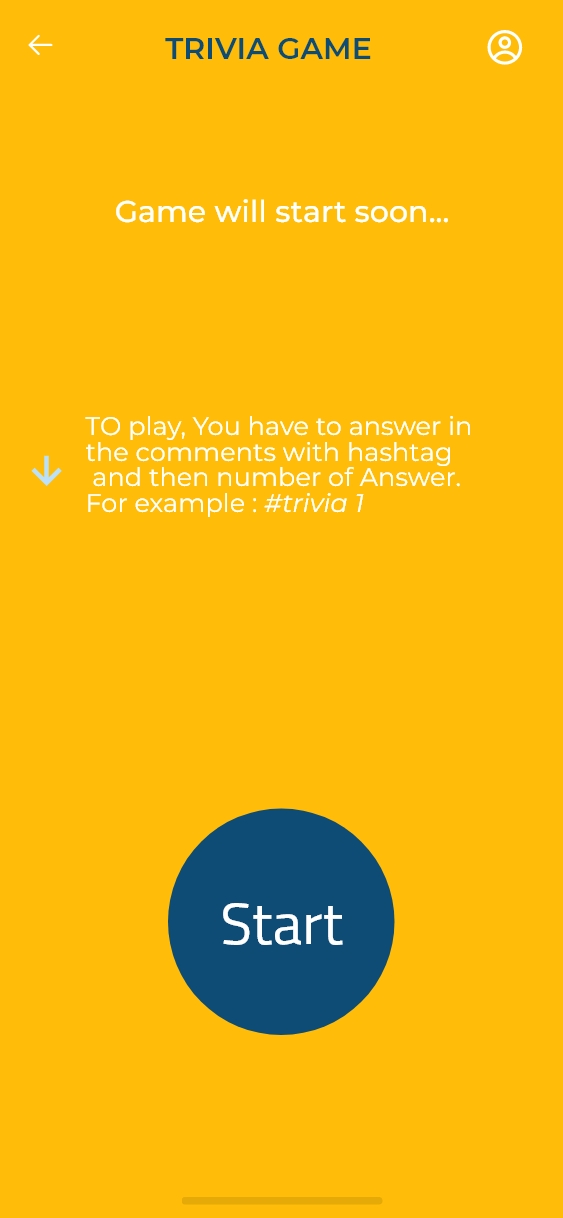 TRIVIA GAME
Game will start soon...
TO play, You have to answer in
the comments with hashtag
and then number of Answer.
For example : #trivia 1
Start